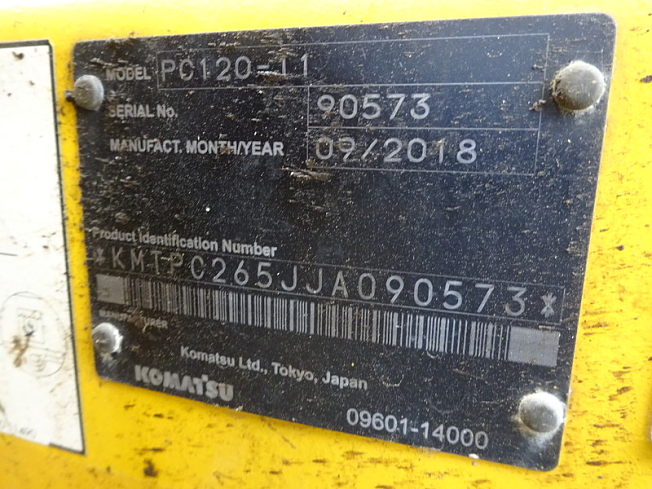 MODEL PC120-11
SERIAL No. 90573
MANUFACT. MONTH/YEAR 09/2018
Product Identification Number
*KMTPC265JJA090573*
MANUFACTURER
Komatsu Ltd., Tokyo, Japan
KOMATSU
09601-14000